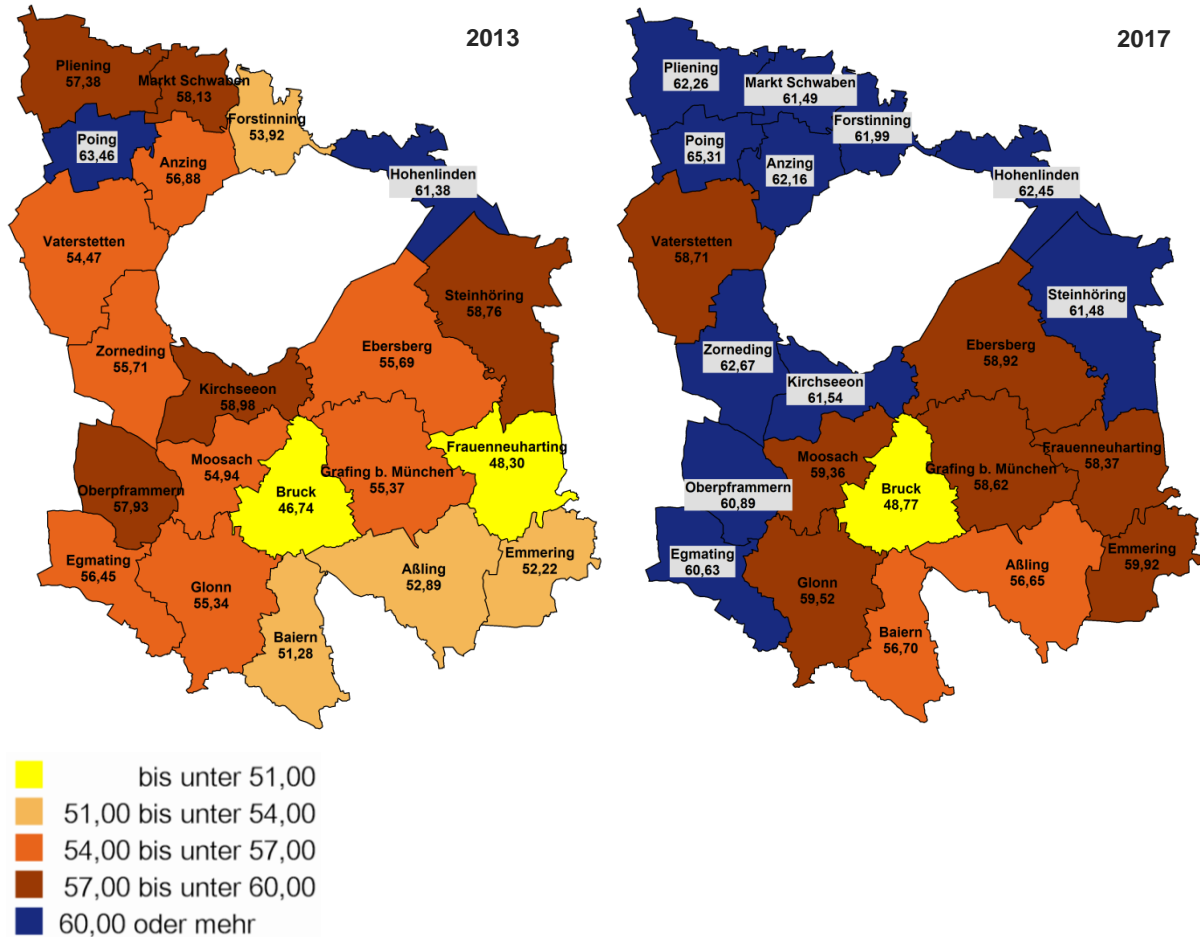 2013
Pliening
57,38
Markt Schwaben
58,13
Forstinning
53,92
Poing
63,46
Anzing
56,88
Hohenlinden
61,38
Vaterstetten
54,47
Steinhöring
58,76
Zorneding
55,71
Ebersberg
55,69
Kirchseeon
58,98
Frauenneuharting
48,30
Moosach
54,94
Grafing b. München
55,37
Oberpframmern
57,93
Bruck
46,74
Egmating
56,45
Glonn
55,34
Aßling
52,89
Emmering
52,22
Baiern
51,28
2017
Pliening
62,26
Markt Schwaben
61,49
Forstinning
61,99
Poing
65,31
Anzing
62,16
Hohenlinden
62,45
Vaterstetten
58,71
Steinhöring
61,48
Zorneding
62,67
Ebersberg
58,92
Kirchseeon
61,54
Frauenneuharting
58,37
Moosach
59,36
Grafing b. München
58,62
Oberpframmern
60,89
Bruck
48,77
Egmating
60,63
Glonn
59,52
Aßling
56,65
Emmering
59,92
Baiern
56,70
bis unter 51,00
51,00 bis unter 54,00
54,00 bis unter 57,00
57,00 bis unter 60,00
60,00 oder mehr